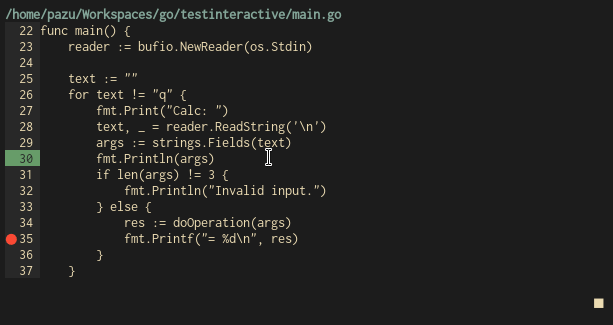 /home/pazu/Workspaces/go/testinteractive/main.go
22 func main() {
23     reader := bufio.NewReader(os.Stdin)
24
25     text := ""
26     for text != "q" {
27         fmt.Print("Calc: ")
28         text, _ = reader.ReadString('\n')
29         args := strings.Fields(text)
30         fmt.Println(args)
31         if len(args) != 3 {
32             fmt.Println("Invalid input.")
33         } else {
34             res := doOperation(args)
35             fmt.Printf("= %d\n", res)
36         }
37     }